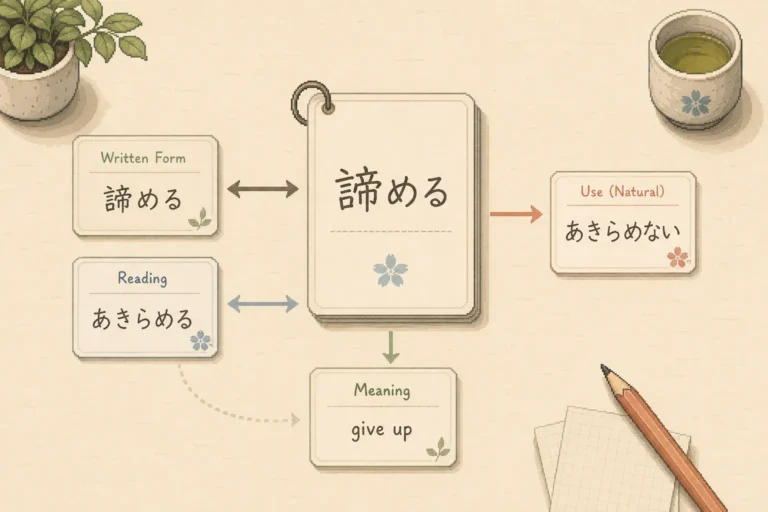 Written Form
諦める
Reading
あきらめる
諦める
Meaning
give up
Use (Natural)
あきらめない